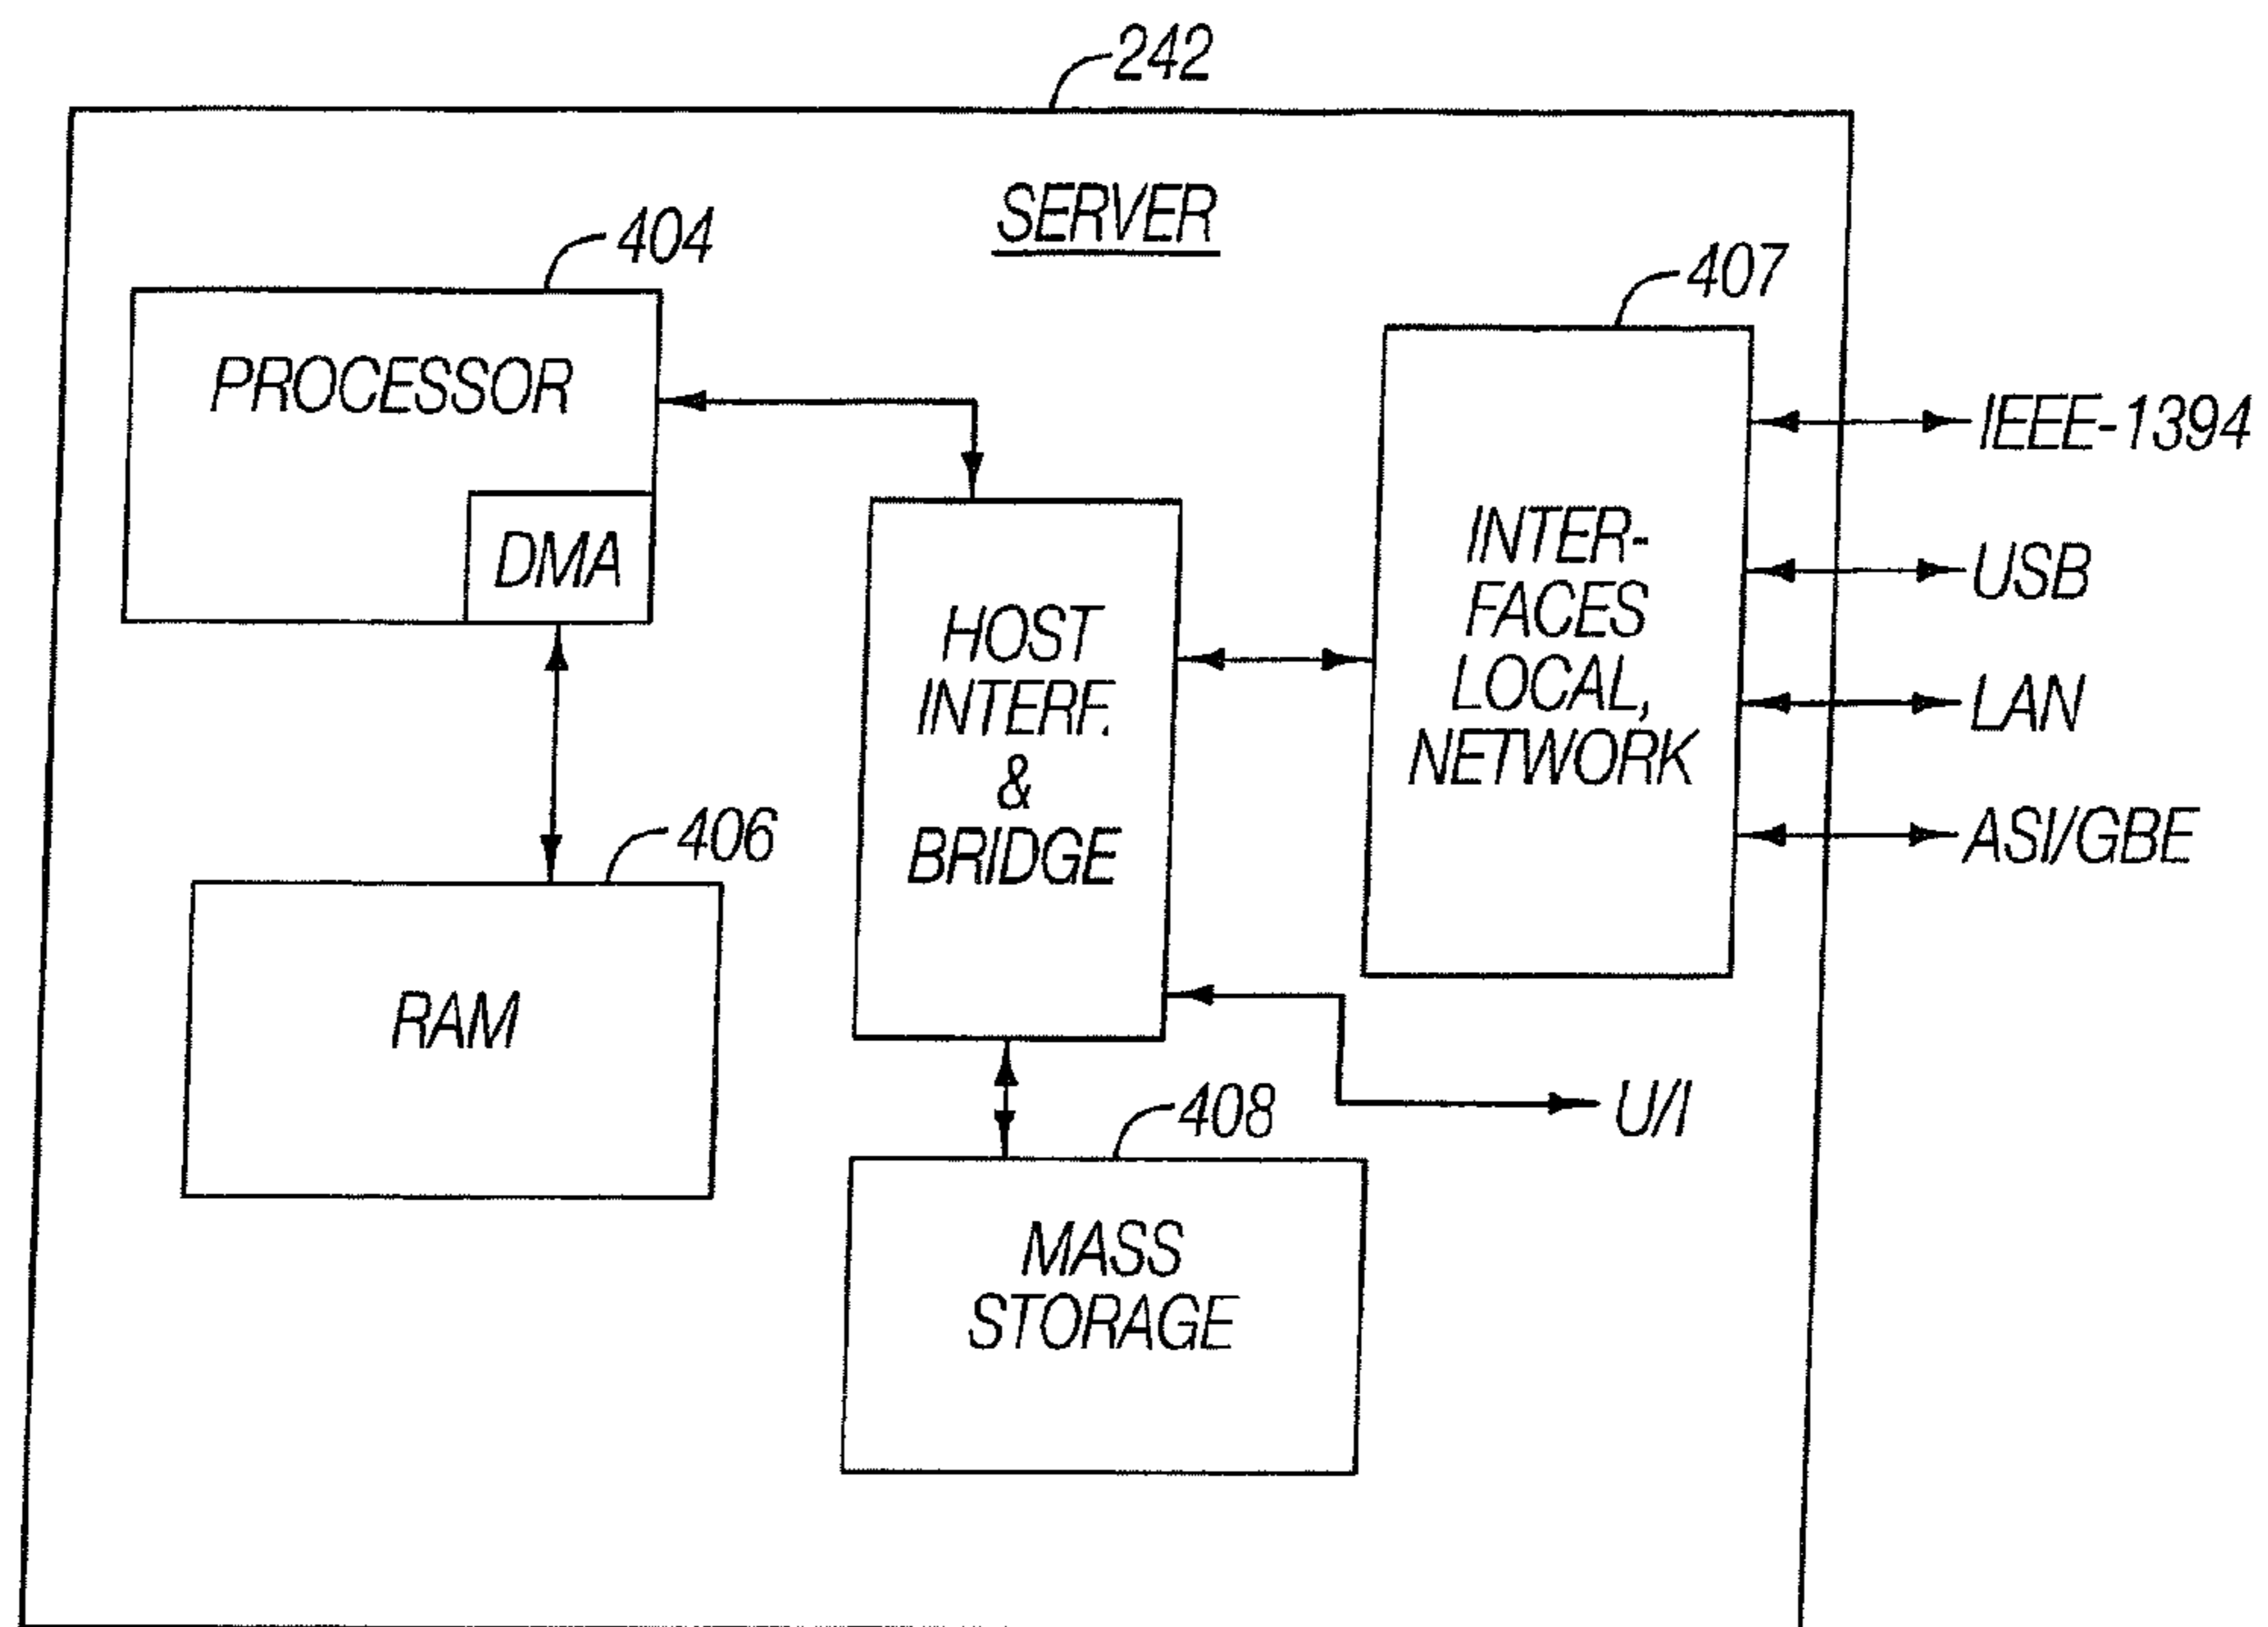 242
SERVER
404
PROCESSOR
DMA
407
INTER-
FACES
LOCAL,
NETWORK
IEEE-1394
USB
LAN
ASI/GBE
HOST
INTERF.
&
BRIDGE
406
RAM
U/I
408
MASS
STORAGE